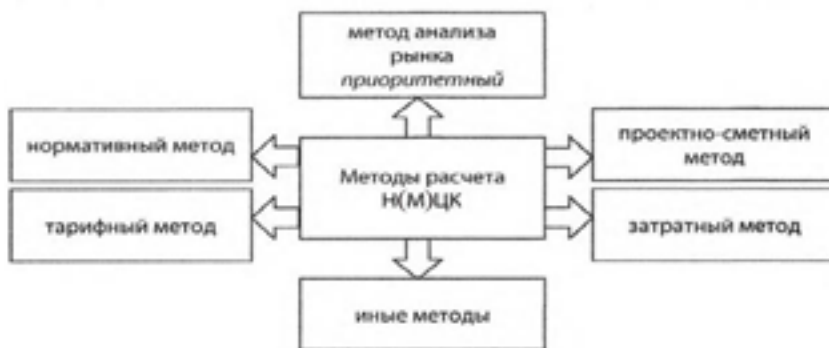 метод анализа
рынка
приоритетный
нормативный метод
Методы расчета
Н(М)ЦК
проектно-сметный
метод
тарифный метод
затратный метод
иные методы